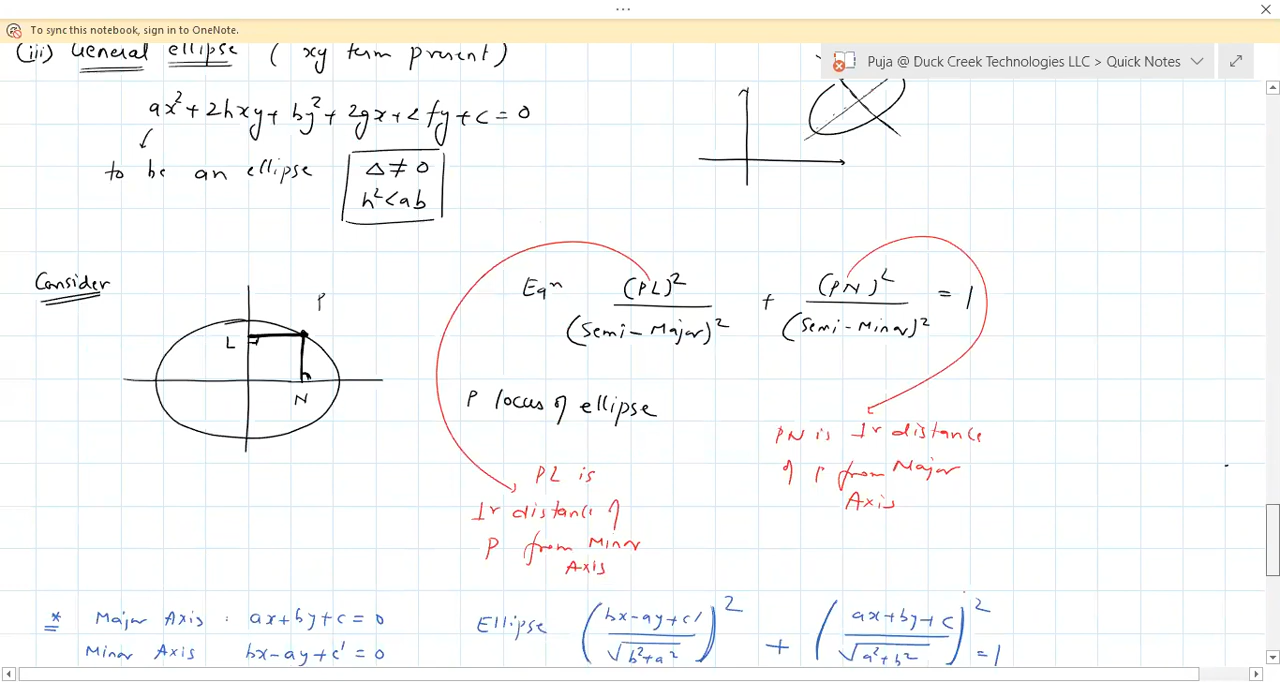 To sync this notebook, sign in to OneNote.
Puja @ Duck Creek Technologies LLC > Quick Notes
(iii) General ellipse ( xy term present)
ax² + 2hxy + by² + 2gx + 2fy + c = 0
to be an ellipse
Δ ≠ 0
h² < ab
Consider
P
L
N
Eqn (PL)² / (Semi-Major)² + (PN)² / (Semi-Minor)² = 1
P locus of ellipse
PN is ⊥r distance
of P from Major
Axis
PL is
⊥r distance of
P from Minor
Axis
* Major Axis : ax+by+c=0
Minor Axis bx-ay+c'=0
Ellipse ((bx-ay+c')/√(b²+a²))² + ((ax+by+c)/√(a²+b²))² = 1